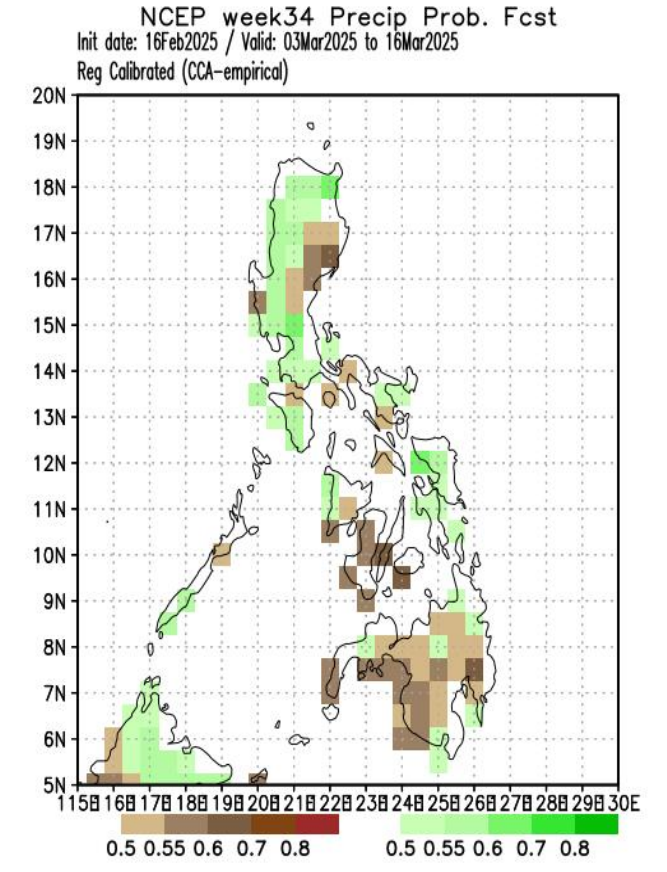 NCEP week34 Precip Prob. Fcst
Init date: 16Feb2025 / Valid: 03Mar2025 to 16Mar2025
Reg Calibrated (CCA-empirical)
20N
19N
18N
17N
16N
15N
14N
13N
12N
11N
10N
9N
8N
7N
6N
5N
115E 116E 117E 118E 119E 120E 121E 122E 123E 124E 125E 126E 127E 128E 129E 130E
0.5 0.55 0.6 0.7 0.8 0.5 0.55 0.6 0.7 0.8